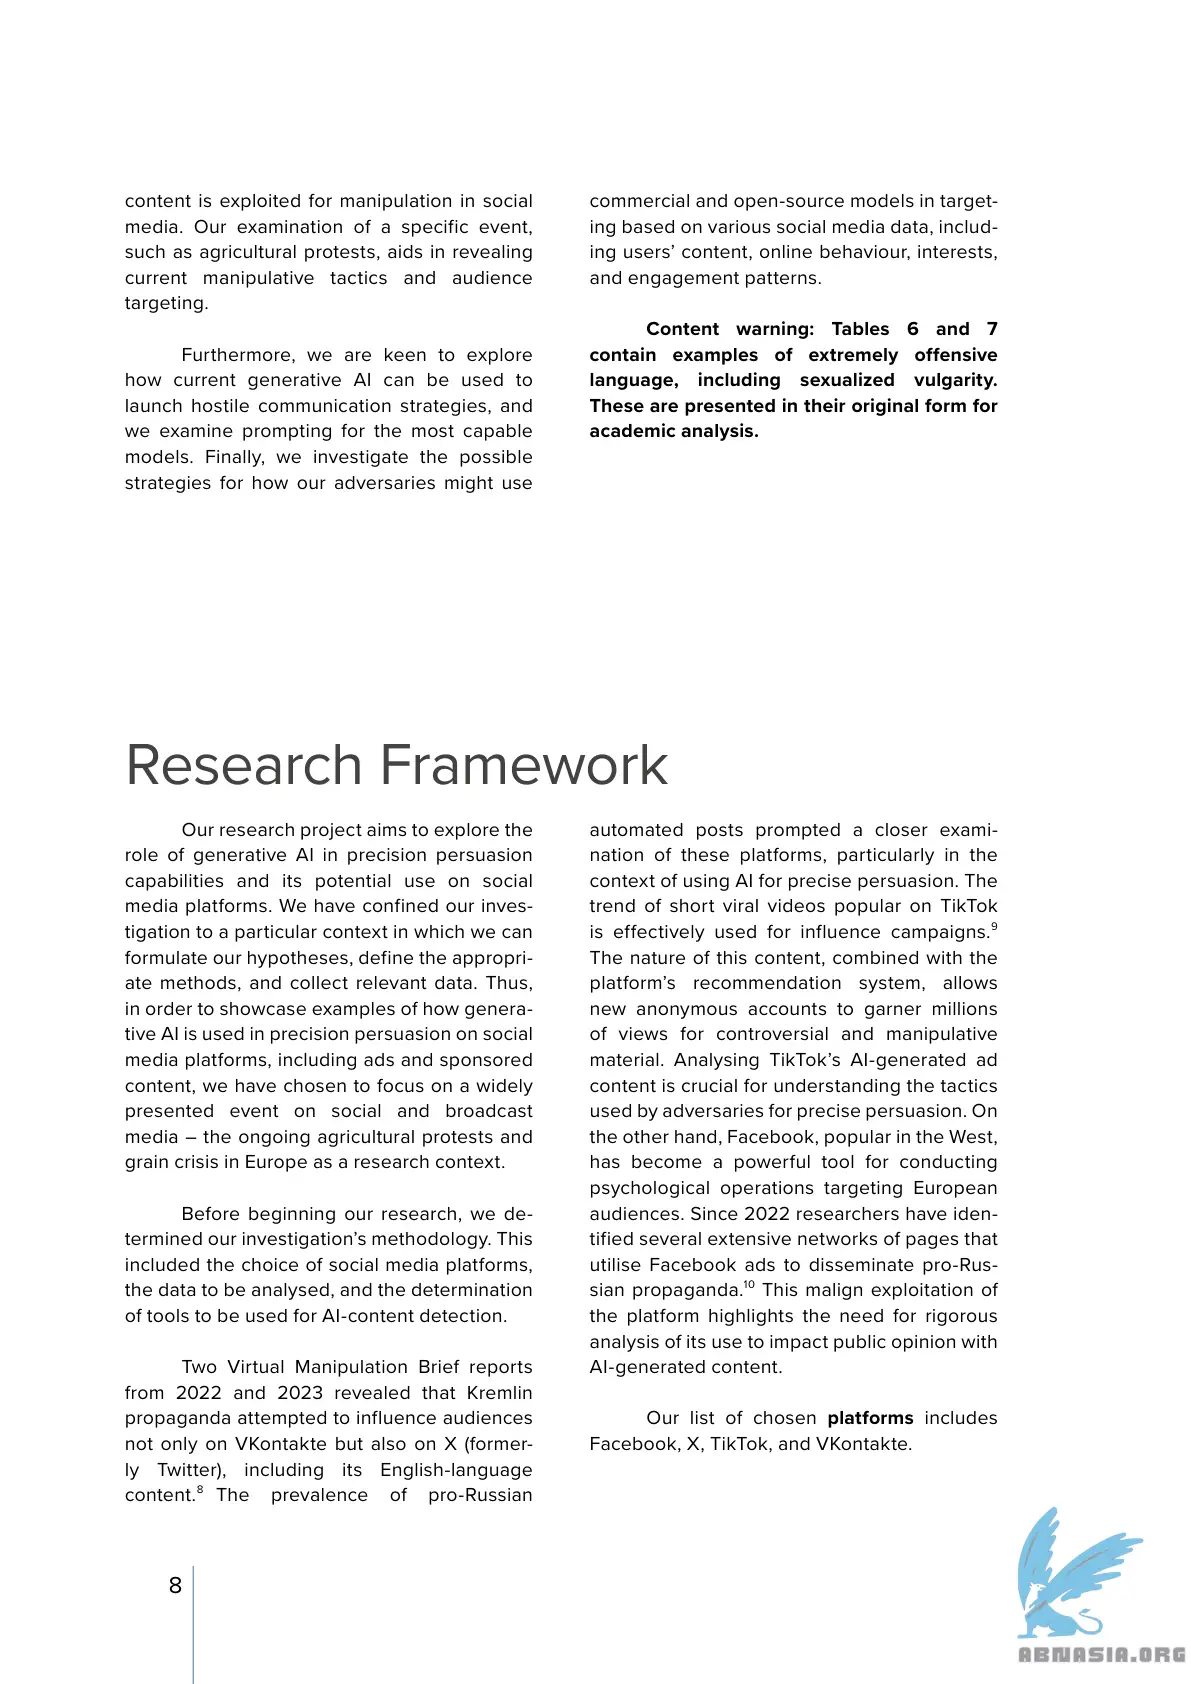 content is exploited for manipulation in social
media. Our examination of a specific event,
such as agricultural protests, aids in revealing
current manipulative tactics and audience
targeting.
Furthermore, we are keen to explore
how current generative AI can be used to
launch hostile communication strategies, and
we examine prompting for the most capable
models. Finally, we investigate the possible
strategies for how our adversaries might use
commercial and open-source models in target-
ing based on various social media data, includ-
ing users’ content, online behaviour, interests,
and engagement patterns.
Content warning: Tables 6 and 7
contain examples of extremely offensive
language, including sexualized vulgarity.
These are presented in their original form for
academic analysis.
Research Framework
Our research project aims to explore the
role of generative AI in precision persuasion
capabilities and its potential use on social
media platforms. We have confined our inves-
tigation to a particular context in which we can
formulate our hypotheses, define the appropri-
ate methods, and collect relevant data. Thus,
in order to showcase examples of how genera-
tive AI is used in precision persuasion on social
media platforms, including ads and sponsored
content, we have chosen to focus on a widely
presented event on social and broadcast
media – the ongoing agricultural protests and
grain crisis in Europe as a research context.
Before beginning our research, we de-
termined our investigation’s methodology. This
included the choice of social media platforms,
the data to be analysed, and the determination
of tools to be used for AI-content detection.
Two Virtual Manipulation Brief reports
from 2022 and 2023 revealed that Kremlin
propaganda attempted to influence audiences
not only on VKontakte but also on X (former-
ly Twitter), including its English-language
content.⁸ The prevalence of pro-Russian
automated posts prompted a closer exami-
nation of these platforms, particularly in the
context of using AI for precise persuasion. The
trend of short viral videos popular on TikTok
is effectively used for influence campaigns.⁹
The nature of this content, combined with the
platform’s recommendation system, allows
new anonymous accounts to garner millions
of views for controversial and manipulative
material. Analysing TikTok’s AI-generated ad
content is crucial for understanding the tactics
used by adversaries for precise persuasion. On
the other hand, Facebook, popular in the West,
has become a powerful tool for conducting
psychological operations targeting European
audiences. Since 2022 researchers have iden-
tified several extensive networks of pages that
utilise Facebook ads to disseminate pro-Rus-
sian propaganda.¹⁰ This malign exploitation of
the platform highlights the need for rigorous
analysis of its use to impact public opinion with
AI-generated content.
Our list of chosen platforms includes
Facebook, X, TikTok, and VKontakte.
8
ABNASIA.ORG